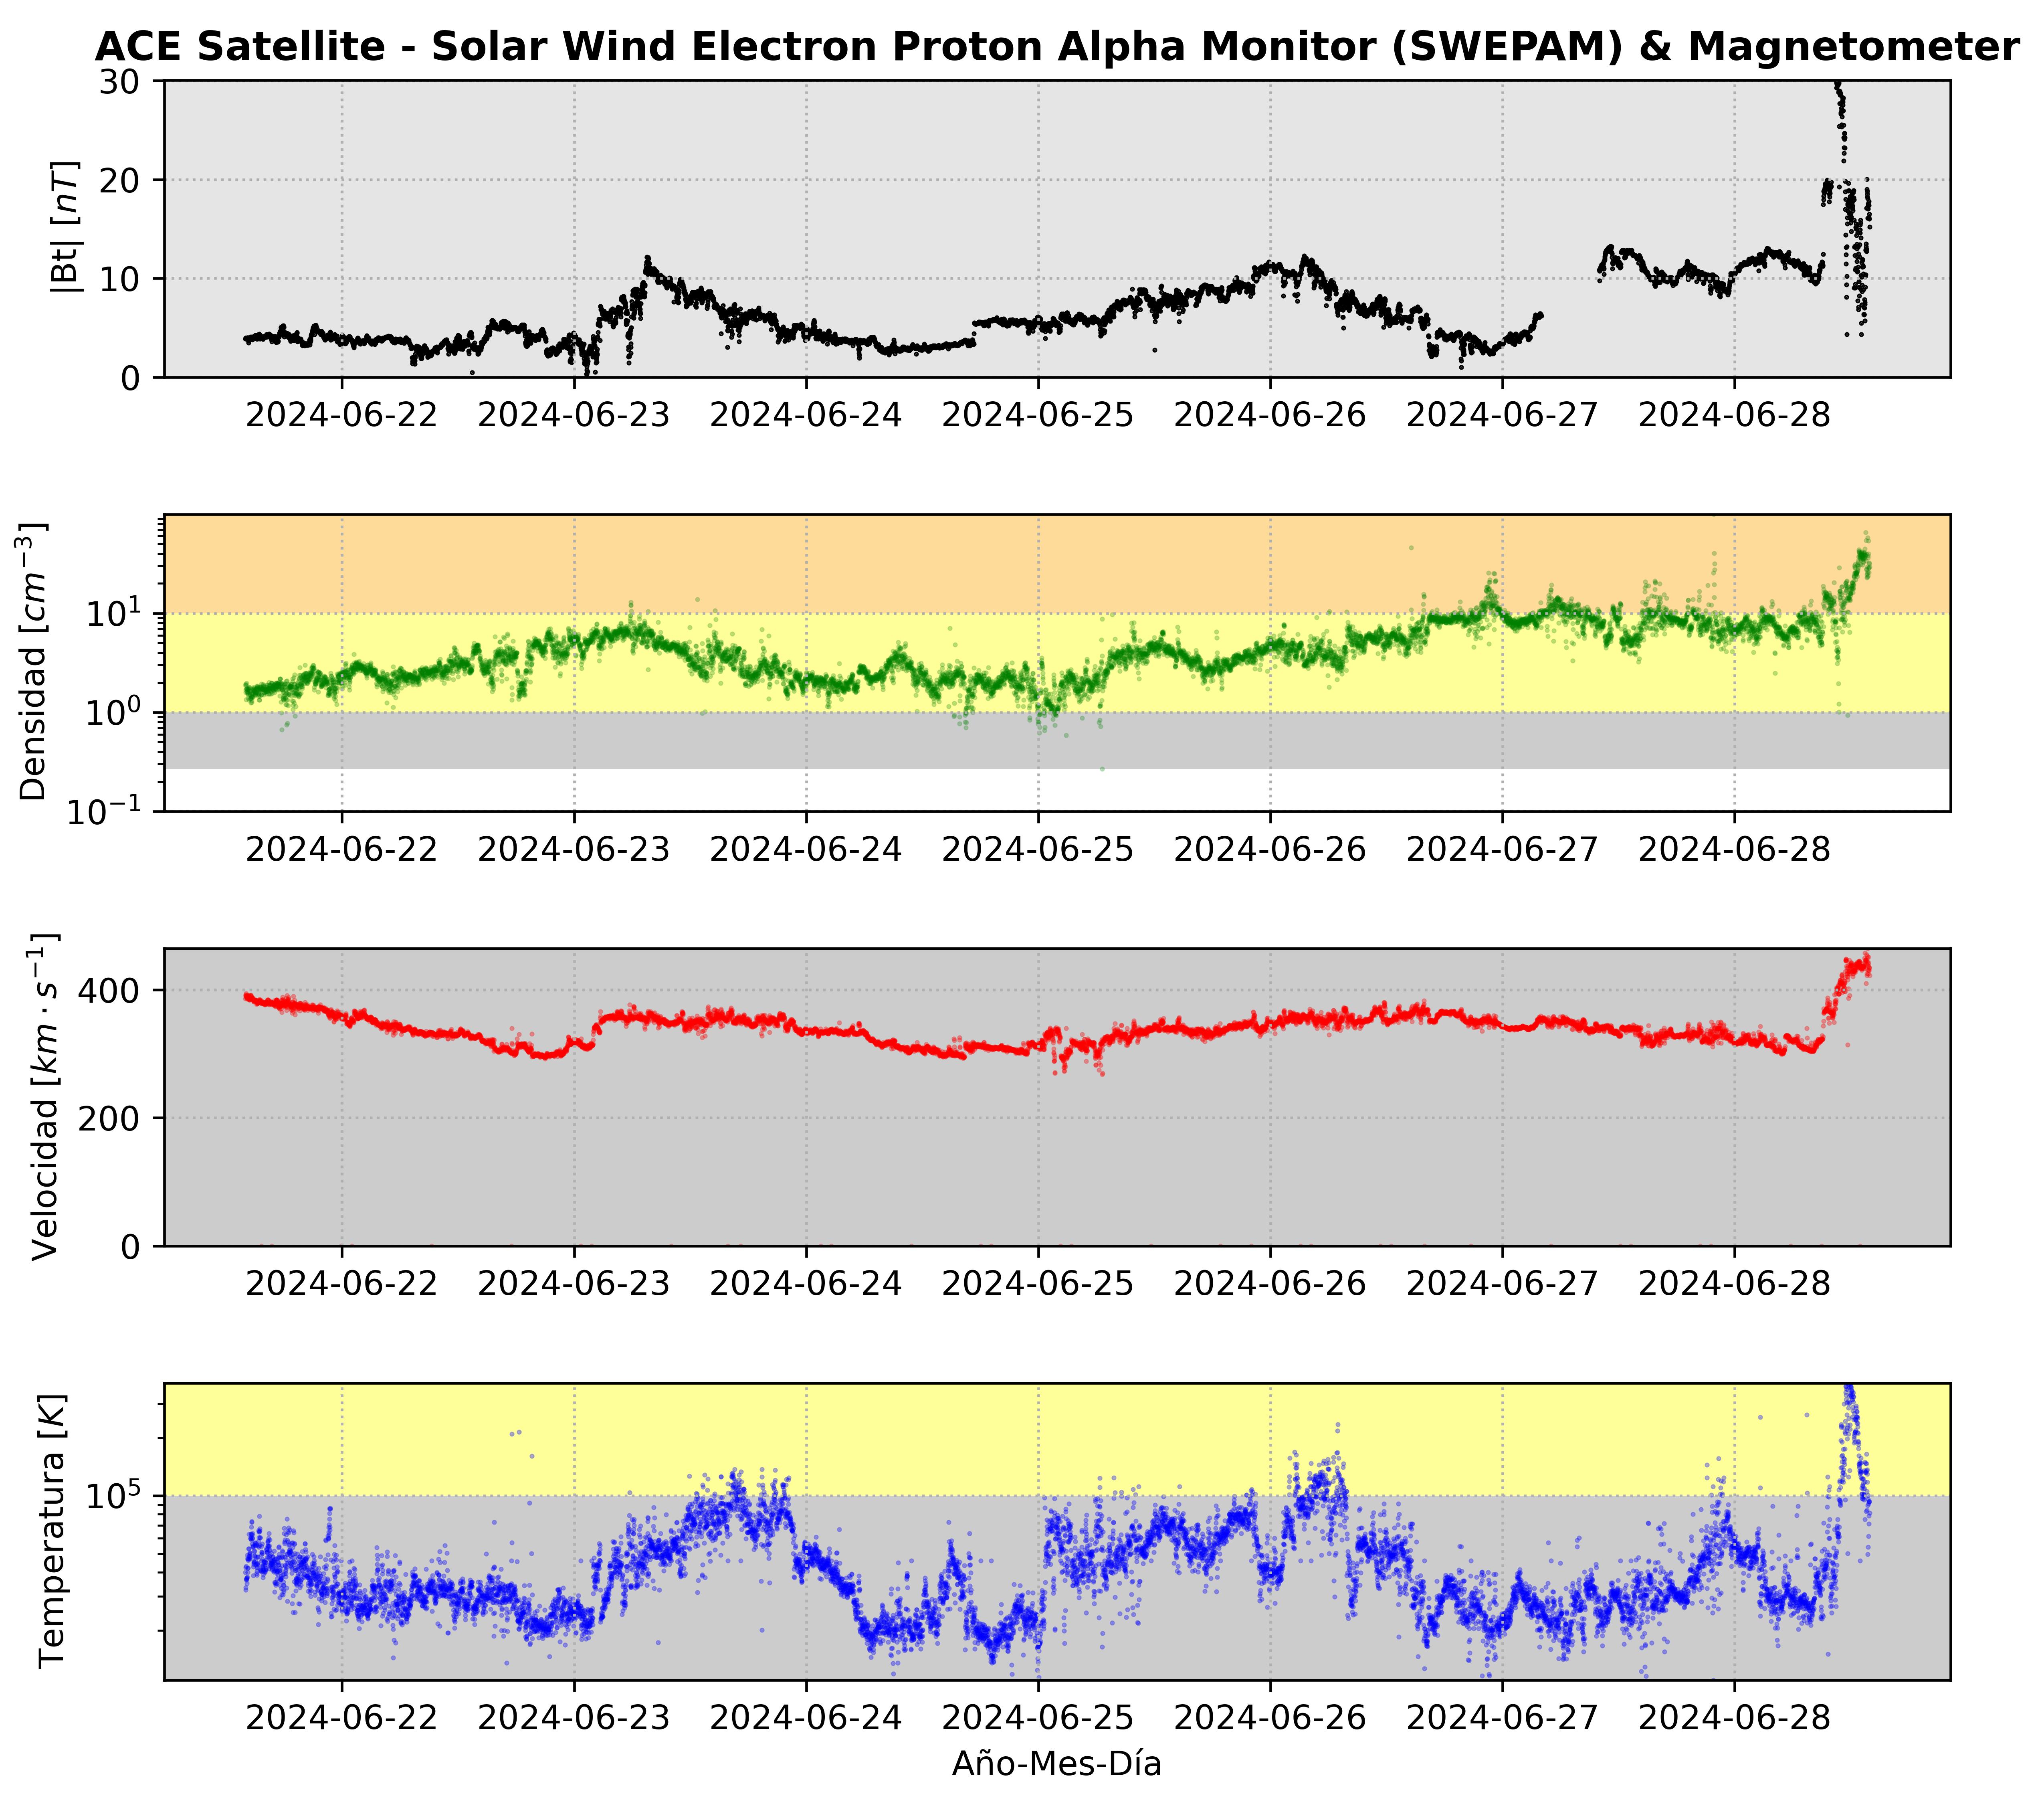 ACE Satellite - Solar Wind Electron Proton Alpha Monitor (SWEPAM) & Magnetometer
|Bt| [nT]
30
20
10
0
2024-06-22 2024-06-23 2024-06-24 2024-06-25 2024-06-26 2024-06-27 2024-06-28
Densidad [cm⁻³]
10¹
10⁰
10⁻¹
2024-06-22 2024-06-23 2024-06-24 2024-06-25 2024-06-26 2024-06-27 2024-06-28
Velocidad [km · s⁻¹]
400
200
0
2024-06-22 2024-06-23 2024-06-24 2024-06-25 2024-06-26 2024-06-27 2024-06-28
Temperatura [K]
10⁵
2024-06-22 2024-06-23 2024-06-24 2024-06-25 2024-06-26 2024-06-27 2024-06-28
Año-Mes-Día